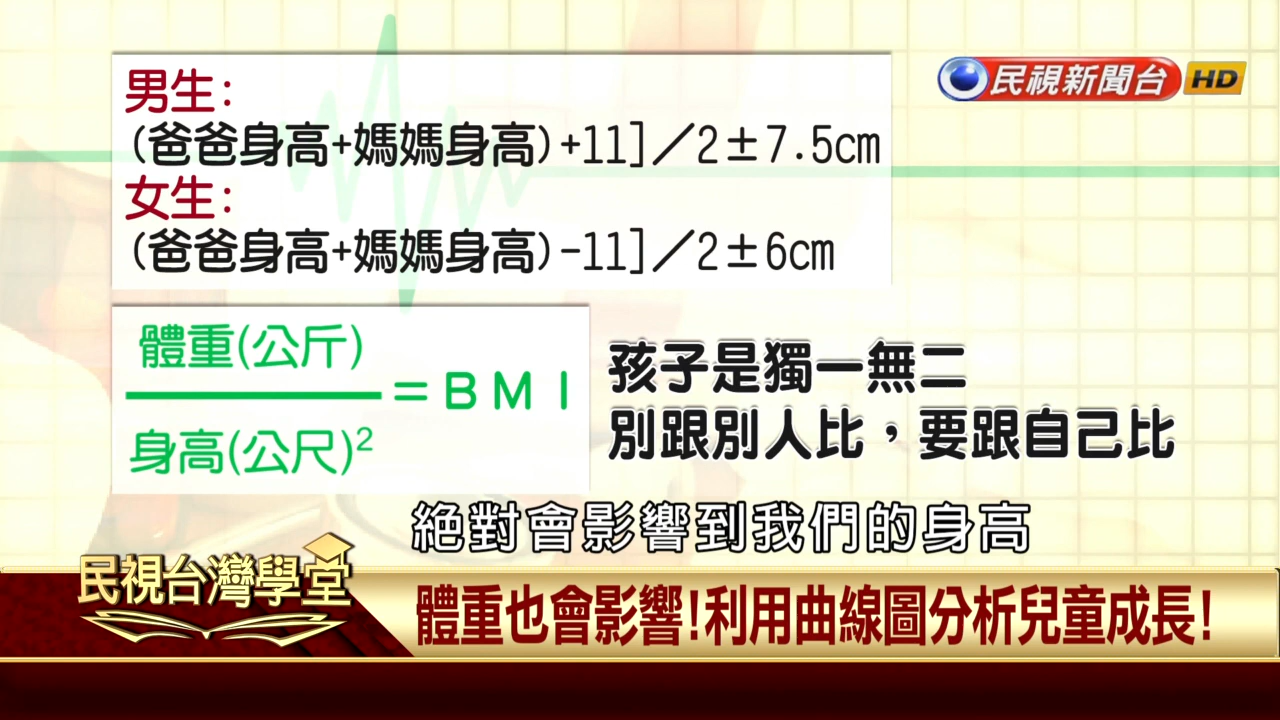 民視新聞台 HD
男生:
(爸爸身高+媽媽身高)+11]／2±7.5cm
女生:
(爸爸身高+媽媽身高)-11]／2±6cm
體重(公斤)
＝ＢＭＩ
身高(公尺)²
孩子是獨一無二
別跟別人比，要跟自己比
絕對會影響到我們的身高
民視台灣學堂
體重也會影響!利用曲線圖分析兒童成長!